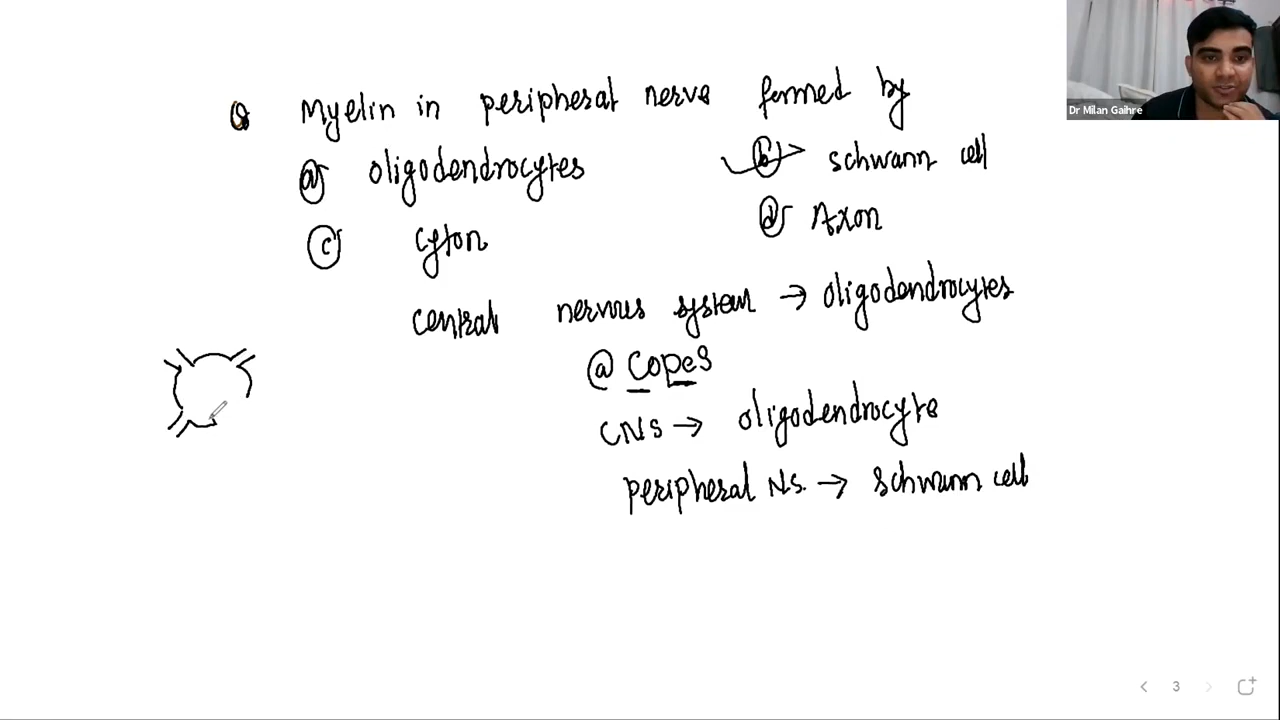 Dr Milan Gaihre
Q Myelin in peripheral nerve formed by
a oligodendrocytes b schwann cell
c cyton d Axon
central nervous system → oligodendrocytes
@ COPeS
CNS → oligodendrocyte
peripheral N.S. → schwann cell
3